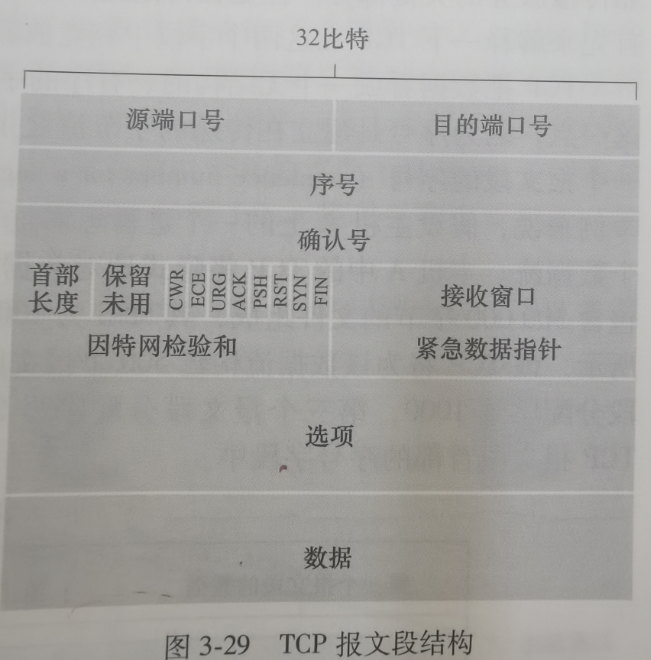 32比特
源端口号 目的端口号
序号
确认号
首部 保留 CWR ECE URG ACK PSH RST SYN FIN 接收窗口
长度 未用
因特网检验和 紧急数据指针
选项
数据
图 3-29 TCP 报文段结构